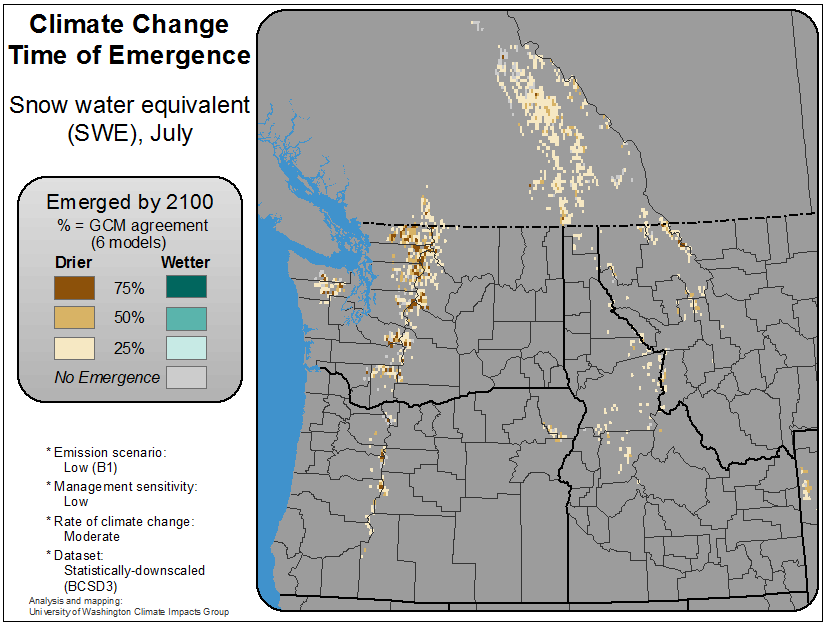 Climate Change
Time of Emergence
Snow water equivalent
(SWE), July
Emerged by 2100
% = GCM agreement
(6 models)
Drier Wetter
75%
50%
25%
No Emergence
* Emission scenario:
Low (B1)
* Management sensitivity:
Low
* Rate of climate change:
Moderate
* Dataset:
Statistically-downscaled
(BCSD3)
Analysis and mapping:
University of Washington Climate Impacts Group